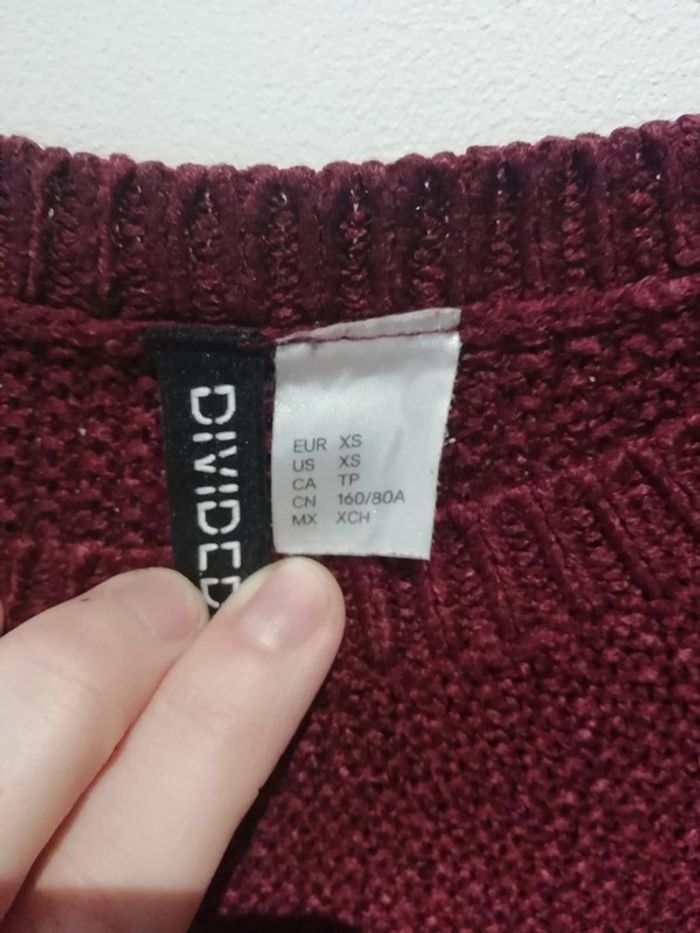 DIVIDED
EUR XS
US XS
CA TP
CN 160/80A
MX XCH